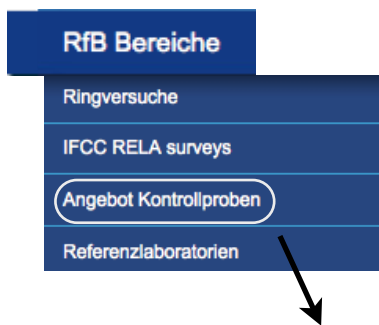 RfB Bereiche
Ringversuche
IFCC RELA surveys
Angebot Kontrollproben
Referenzlaboratorien